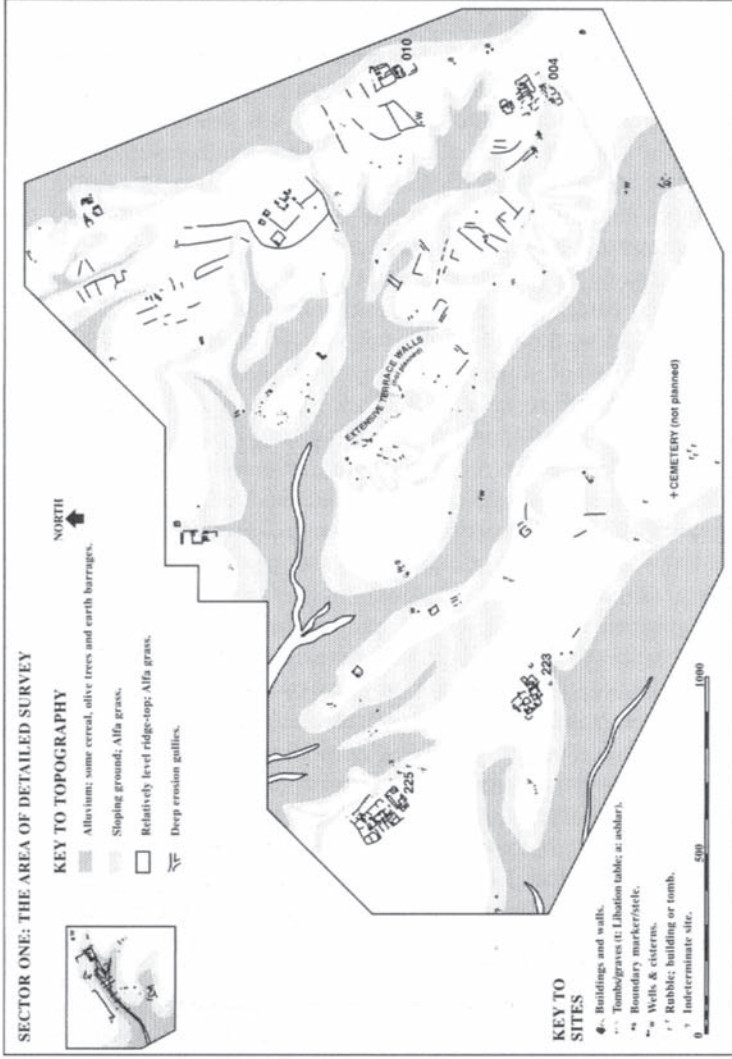 SECTOR ONE: THE AREA OF DETAILED SURVEY
KEY TO TOPOGRAPHY
NORTH
Alluvium; some cereal, olive trees and earth barrages.
Sloping ground; Alfa grass.
Relatively level ridge-top; Alfa grass.
Deep erosion gullies.
010
004
EXTENSIVE TERRACE WALLS
(not planned)
225
223
+ CEMETERY (not planned)
KEY TO
SITES
Buildings and walls.
Tombs/graves (t: Libation table; a: ashlar).
Boundary marker/stele.
Wells & cisterns.
Rubble; building or tomb.
Indeterminate site.
0 500 1000